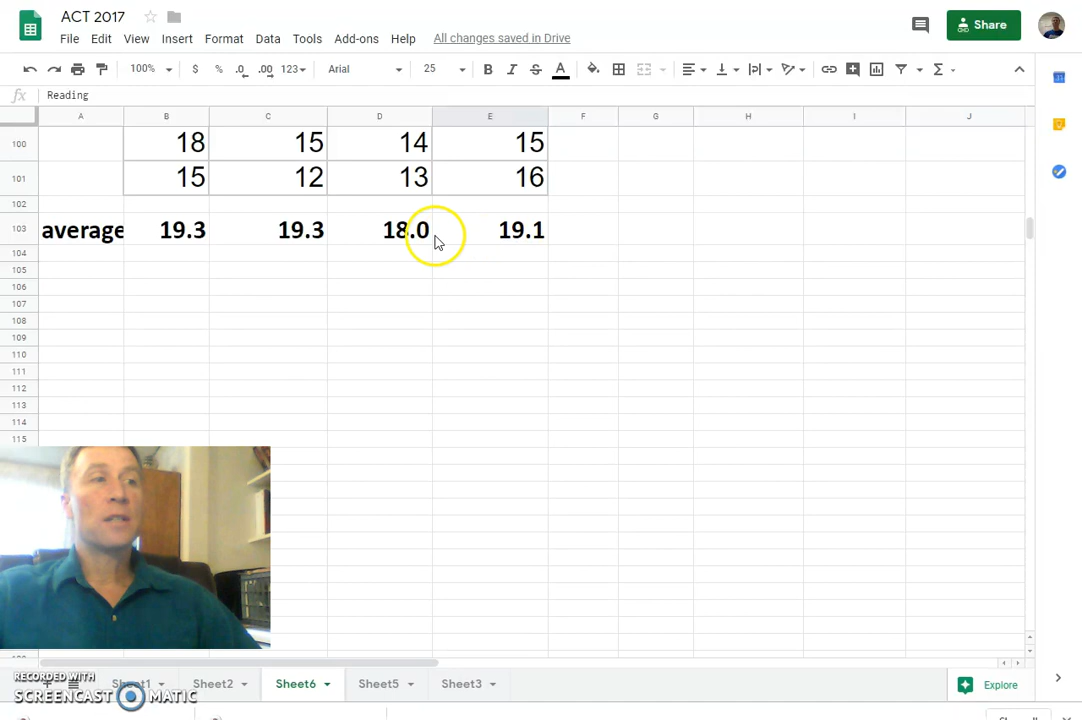 ACT 2017
File Edit View Insert Format Data Tools Add-ons Help All changes saved in Drive
Share
100% $ % .0 .00 123 Arial 25 B I S A Σ
fx Reading
A B C D E F G H I J
100 18 15 14 15
101 15 12 13 16
102
103 average 19.3 19.3 18.0 19.1
104
105
106
107
108
109
110
111
112
113
114
115
RECORDED WITH
SCREENCAST MATIC
Sheet1 Sheet2 Sheet6 Sheet5 Sheet3 Explore